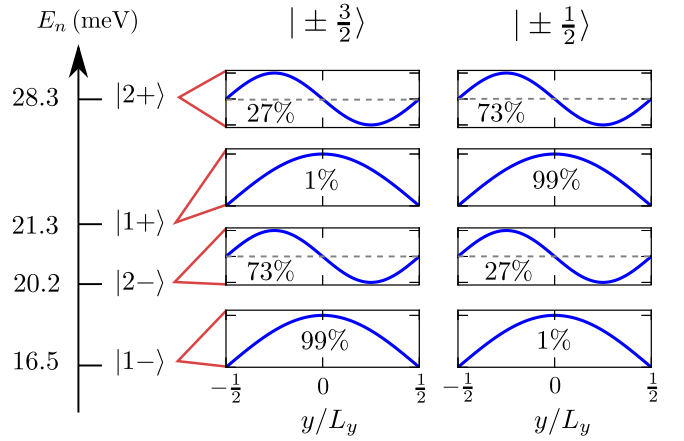 E_n (meV) |± 3/2⟩ |± 1/2⟩
28.3 |2+⟩ 27% 73%
1% 99%
21.3 |1+⟩
20.2 |2−⟩ 73% 27%
16.5 |1−⟩ 99% 1%
−1/2 0 1/2 −1/2 0 1/2
y/L_y y/L_y